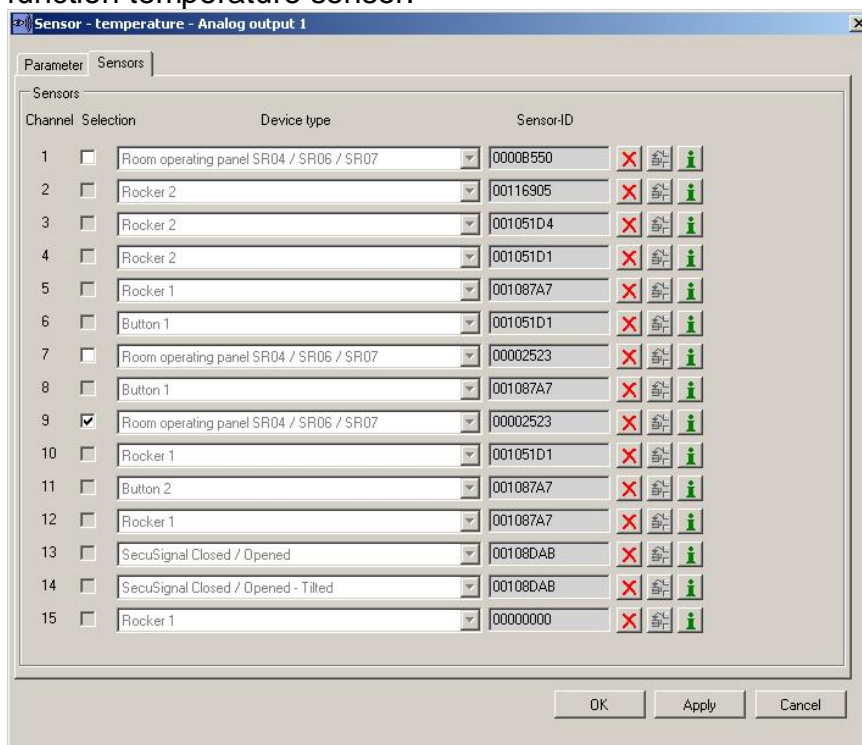 function temperature sensor.
Sensor - temperature - Analog output 1
Parameter Sensors
Sensors
Channel Selection Device type Sensor-ID
1 Room operating panel SR04 / SR06 / SR07 0000B550
2 Rocker 2 00116905
3 Rocker 2 001051D4
4 Rocker 2 001051D1
5 Rocker 1 001087A7
6 Button 1 001051D1
7 Room operating panel SR04 / SR06 / SR07 00002523
8 Button 1 001087A7
9 Room operating panel SR04 / SR06 / SR07 00002523
10 Rocker 1 001051D1
11 Button 2 001087A7
12 Rocker 1 001087A7
13 SecuSignal Closed / Opened 00108DAB
14 SecuSignal Closed / Opened - Tilted 00108DAB
15 Rocker 1 00000000
OK Apply Cancel